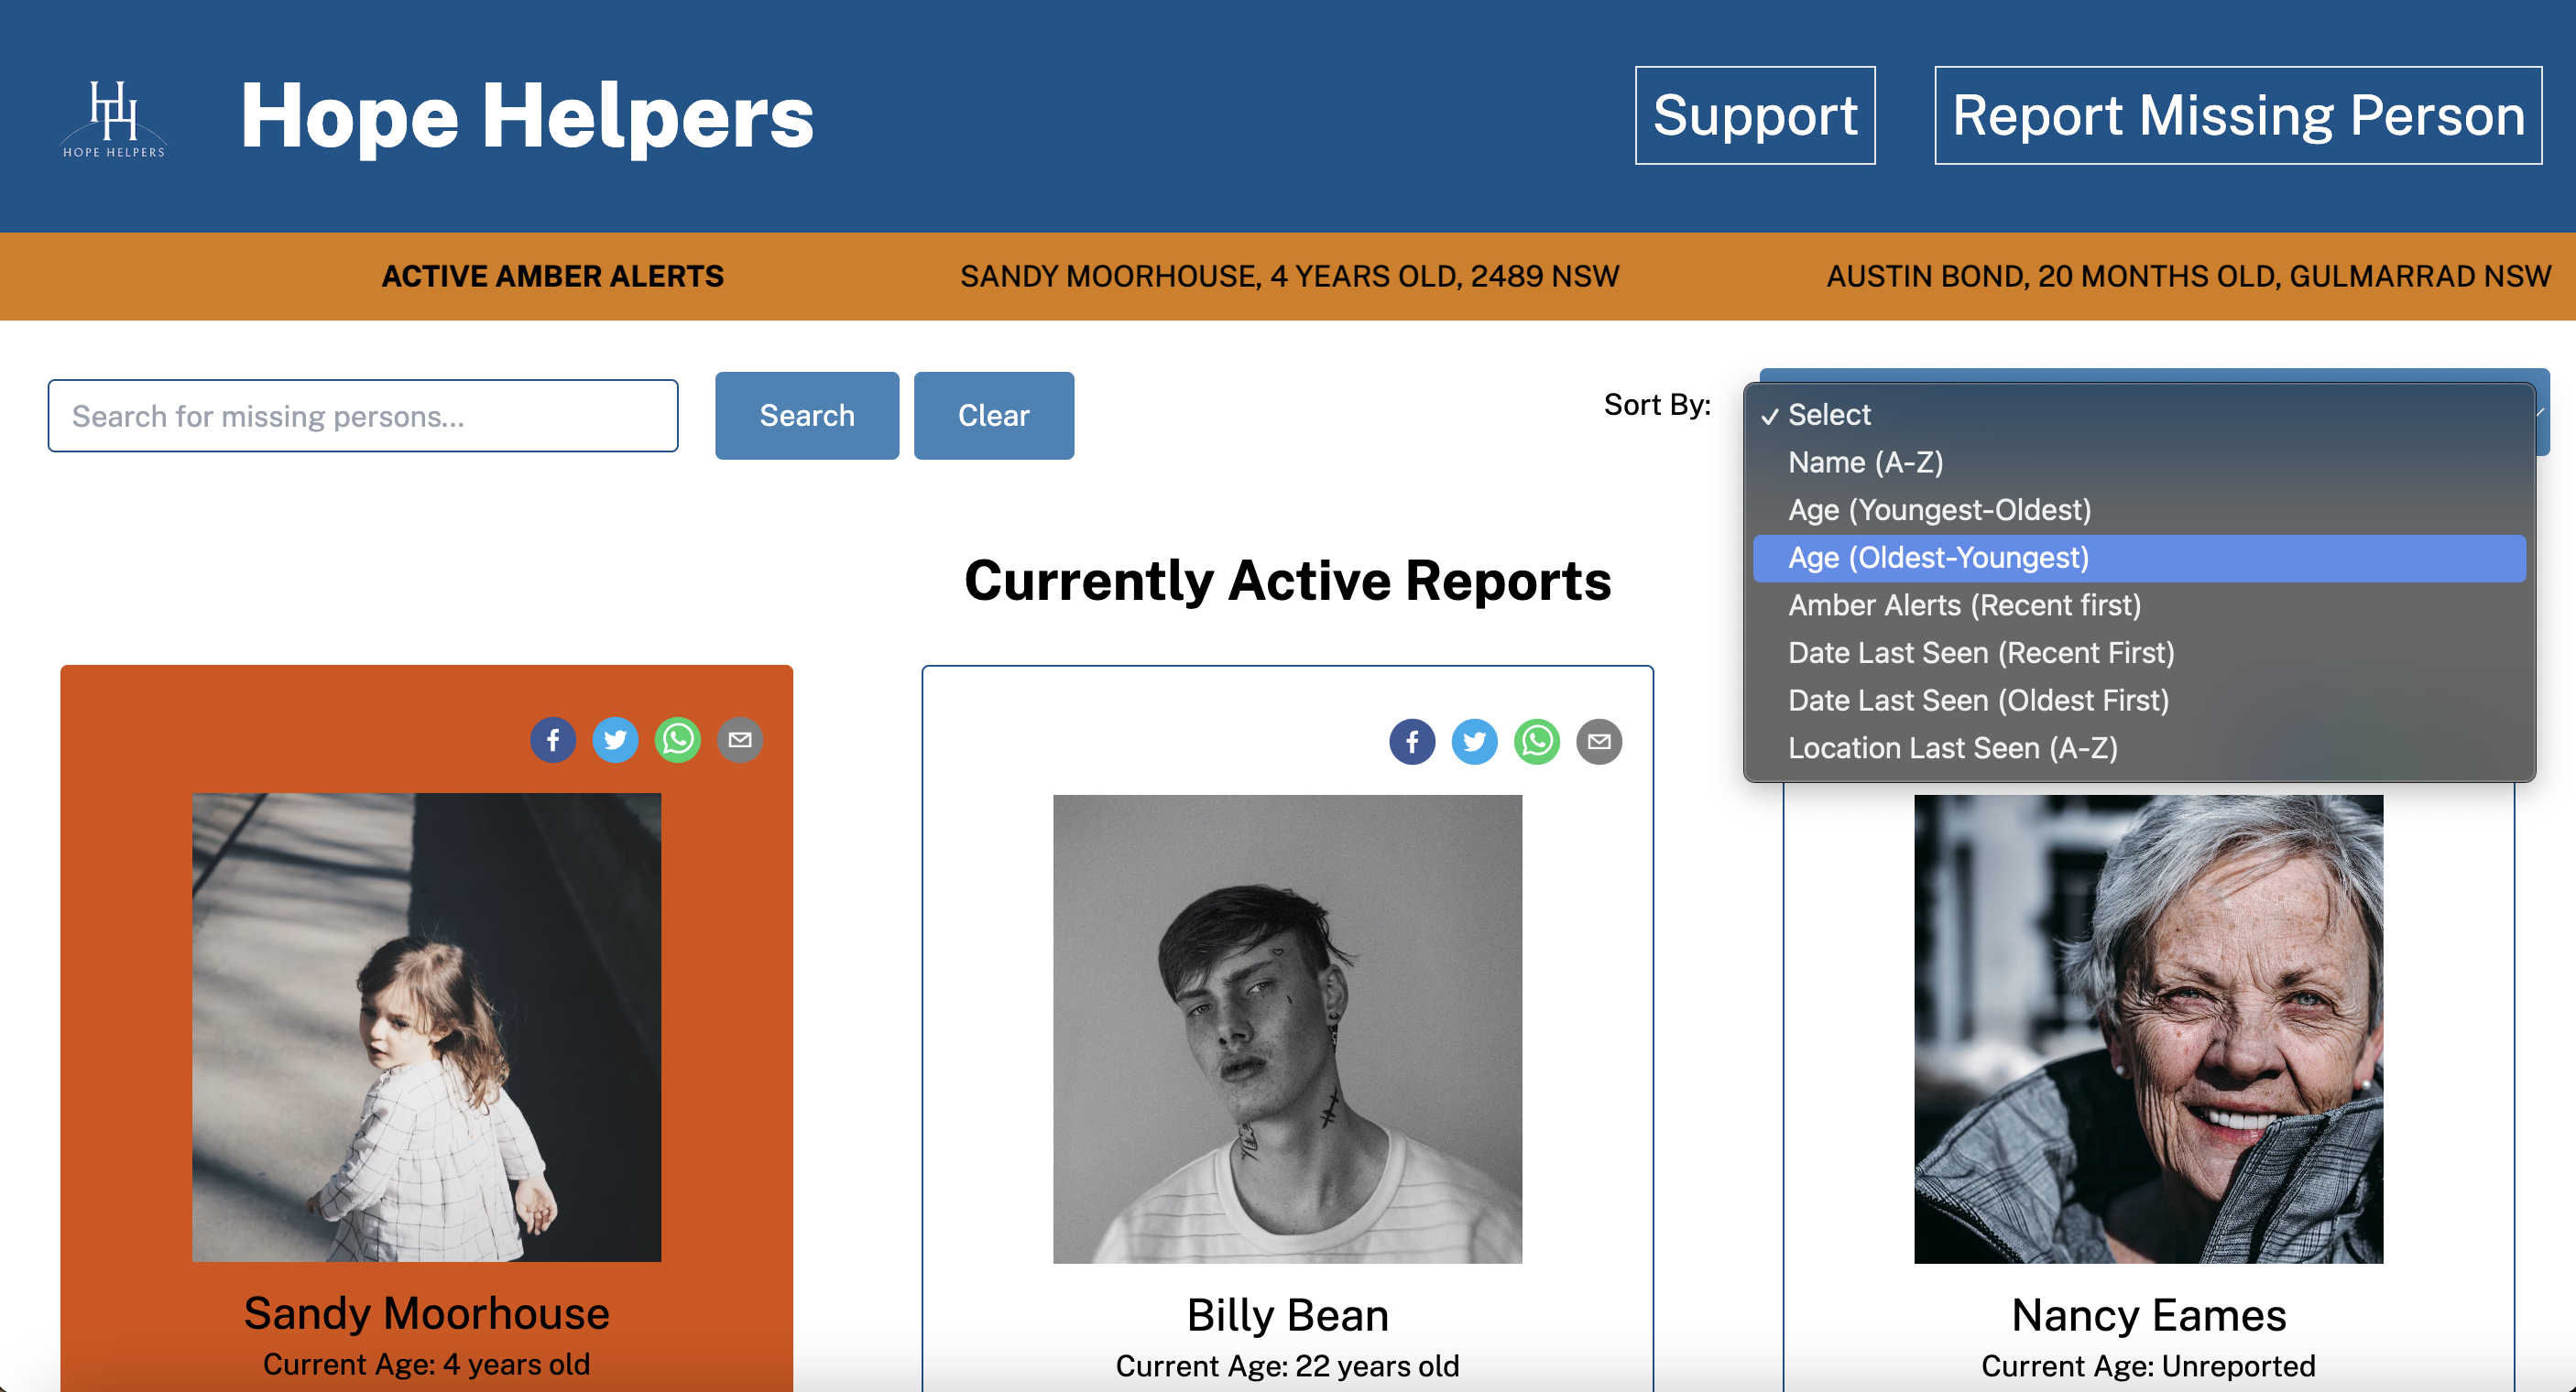 HH
HOPE HELPERS
Hope Helpers
Support
Report Missing Person
ACTIVE AMBER ALERTS
SANDY MOORHOUSE, 4 YEARS OLD, 2489 NSW
AUSTIN BOND, 20 MONTHS OLD, GULMARRAD NSW
Search for missing persons...
Search
Clear
Sort By:
✓ Select
Name (A-Z)
Age (Youngest-Oldest)
Age (Oldest-Youngest)
Amber Alerts (Recent first)
Date Last Seen (Recent First)
Date Last Seen (Oldest First)
Location Last Seen (A-Z)
Currently Active Reports
Sandy Moorhouse
Current Age: 4 years old
Billy Bean
Current Age: 22 years old
Nancy Eames
Current Age: Unreported